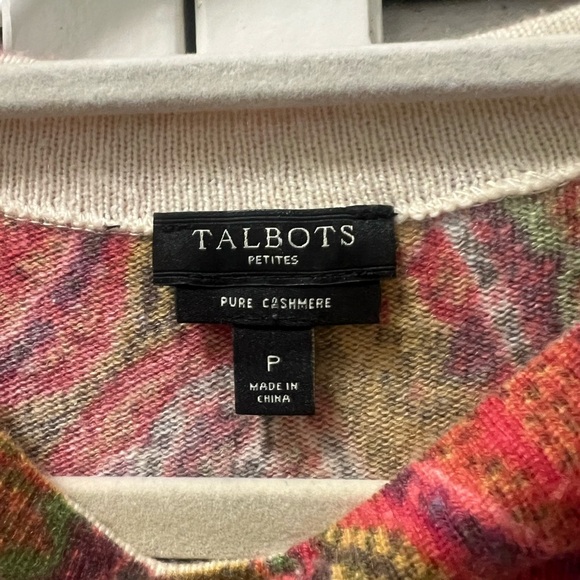 TALBOTS
PETITES
PURE CASHMERE
P
MADE IN
CHINA